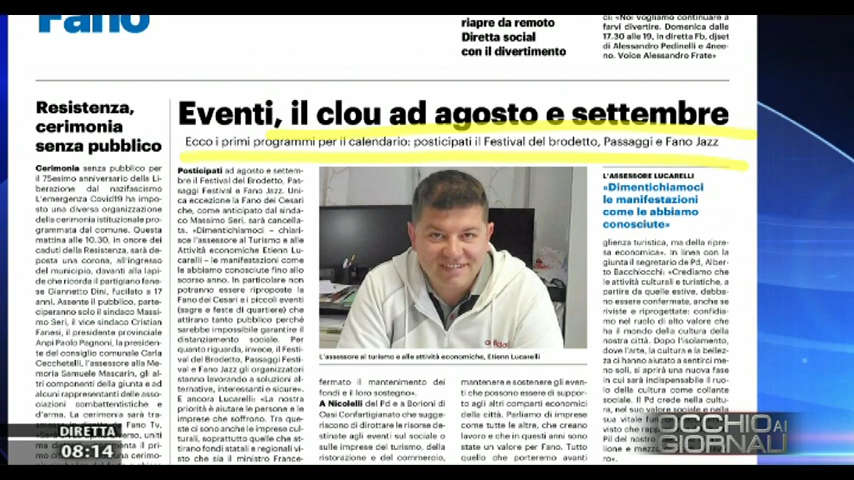 Fano
riapre da remoto
Diretta social
con il divertimento
ci: «Noi vogliamo continuare a
farvi divertire. Domenica dalle
17.30 alle 19, in diretta Fb, djset
di Alessandro Pedinelli e 4nee-
no. Voice Alessandro Frate»
Resistenza,
cerimonia
senza pubblico
Cerimonia senza pubblico per
il 75esimo anniversario della Li-
berazione dal nazifascismo
L'emergenza Covid19 ha impo-
sto una diversa organizzazione
della cerimonia istituzionale pro-
grammata dal comune. Questa
mattina alle 10.30, in onore dei
caduti della Resistenza, sarà de-
posta una corona, all'ingresso
del municipio, davanti alla lapi-
de che ricorda il partigiano fane-
se Giannetto Dini, fucilato a 17
anni. Assente il pubblico, parte-
ciperanno solo il sindaco Massi-
mo Seri, il vice sindaco Cristian
Fanesi, il presidente provinciale
Anpi Paolo Pagnoni, la presiden-
te del consiglio comunale Carla
Cecchetelli, l'assessore alla Me-
moria Samuele Mascarin, gli al-
tri componenti della giunta e ad
alcuni rappresentanti delle asso-
ciazioni combattentistiche e
d'arma. La cerimonia sarà tra-
Fano Tv.
uniti
Eventi, il clou ad agosto e settembre
Ecco i primi programmi per il calendario: posticipati il Festival del brodetto, Passaggi e Fano Jazz
Posticipati ad agosto e settem-
bre il Festival del Brodetto, Pas-
saggi Festival e Fano Jazz. Uni-
ca eccezione la Fano dei Cesari
che, come anticipato dal sinda-
co Massimo Seri, sarà cancella-
ta. «Dimentichiamoci – chiari-
sce l'assessore al Turismo e alle
Attività economiche Etienn Lu-
carelli – le manifestazioni come
le abbiamo conosciute fino allo
scorso anno. In particolare non
potranno essere riproposte la
Fano dei Cesari e i piccoli eventi
(sagre e feste di quartiere) che
attirano tanto pubblico perché
sarebbe impossibile garantire il
distanziamento sociale. Per
quanto riguarda, invece, il Festi-
val del Brodetto, Passaggi Festi-
val e Fano Jazz gli organizzatori
stanno lavorando a soluzioni al-
ternative, interessanti e sicure».
E ancora Lucarelli: «La nostra
priorità è aiutare le persone e le
imprese che soffrono. Tra que-
ste ci sono anche le imprese cul-
turali, soprattutto quelle che at-
tirano fondi statali e regionali vi-
sto che sia il ministro France-
L'assessore al turismo e alle attività economiche, Etienn Lucarelli
fermato il mantenimento dei
fondi e il loro sostegno».
A Nicolelli del Pd e a Borioni di
Oasi Confartigianato che sugge-
riscono di dirottare le risorse de-
stinate agli eventi sul sociale o
sulle imprese del turismo, della
ristorazione e del commercio,
mantenere e sostenere gli even-
ti che possono essere di suppor-
to agli altri comparti economici
della città. Parliamo di imprese
come tutte le altre, che creano
lavoro e che in questi anni sono
state un valore per Fano. Tutto
quello che porteremo avanti
L'ASSESSORE LUCARELLI
«Dimentichiamoci
le manifestazioni
come le abbiamo
conosciute»
glienza turistica, ma della ripre-
sa economica». In linea con la
giunta il segretario de Pd, Alber-
to Bacchiocchi: «Crediamo che
le attività culturali e turistiche, a
partire da quelle estive, debba-
no essere confermate, anche se
riviste e riprogettate: confidia-
mo nel ruolo di alto valore che
ha il mondo della cultura della
nostra città. Dopo l'isolamento,
dove l'arte, la cultura e la bellez-
za ci hanno aiutato a sentirci me-
no soli, si aprirà una nuova fase
in cui sarà indispensabile il ruo-
lo della cultura come collante
sociale. Il Pd crede nella cultu-
ra, nel suo valore sociale e nella
sua vitale
DIRETTA
08:14
OCCHIO AI
GIORNALI